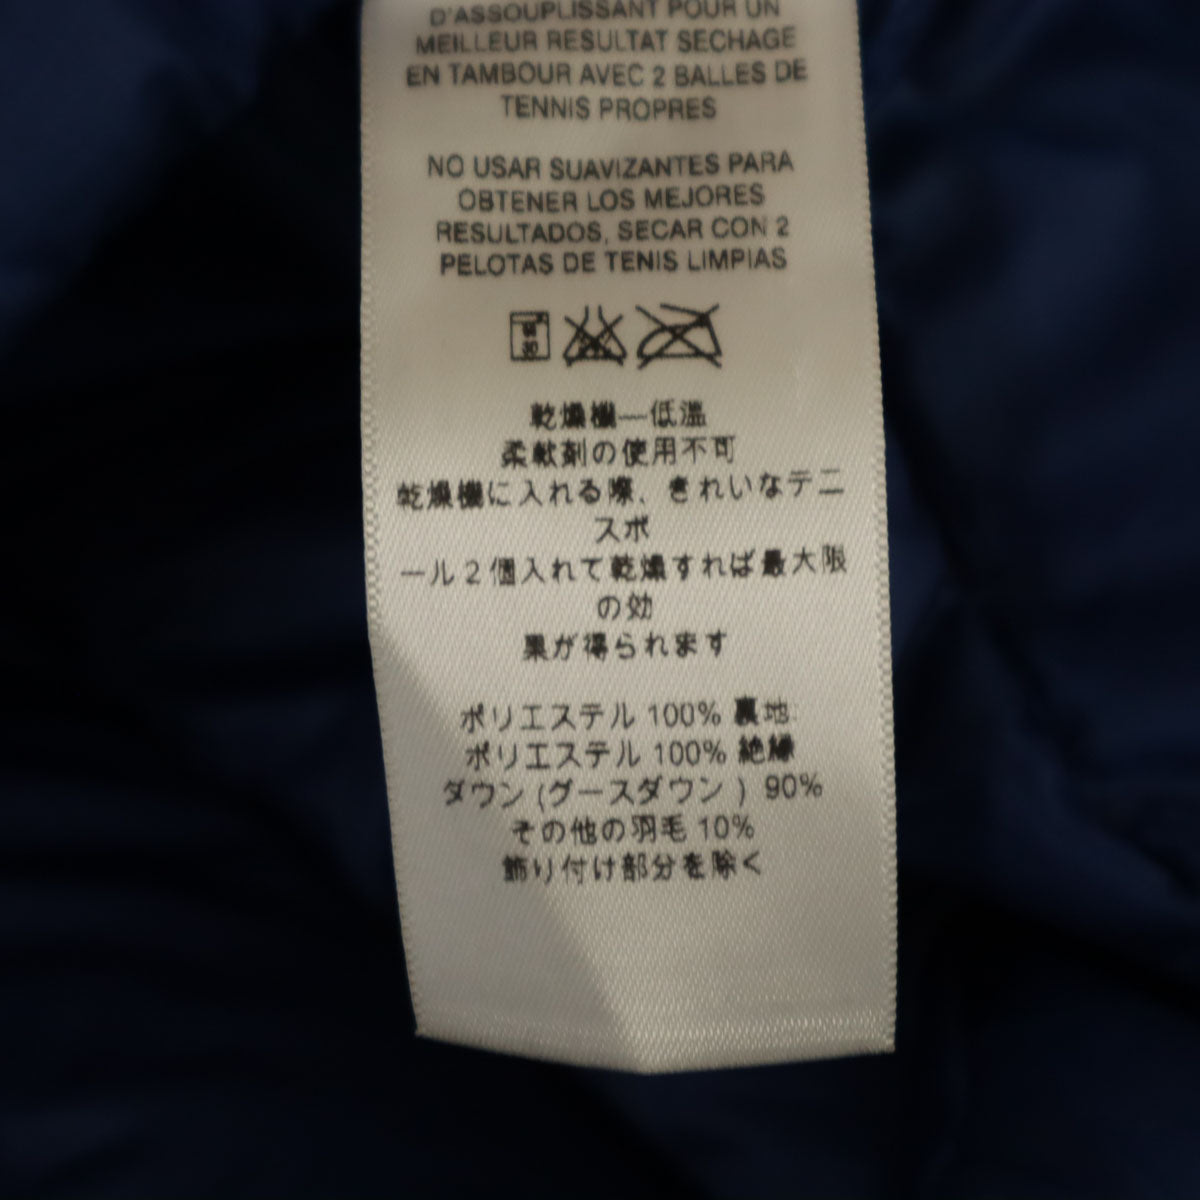 D'ASSOUPLISSANT POUR UN
MEILLEUR RESULTAT SECHAGE
EN TAMBOUR AVEC 2 BALLES DE
TENNIS PROPRES
NO USAR SUAVIZANTES PARA
OBTENER LOS MEJORES
RESULTADOS, SECAR CON 2
PELOTAS DE TENIS LIMPIAS
30
乾燥機—低温
柔軟剤の使用不可
乾燥機に入れる際、きれいなテニ
スボ
ール2個入れて乾燥すれば最大限
の効
果が得られます
ポリエステル 100% 裏地:
ポリエステル 100% 絶縁
ダウン (グースダウン ) 90%
その他の羽毛 10%
飾り付け部分を除く